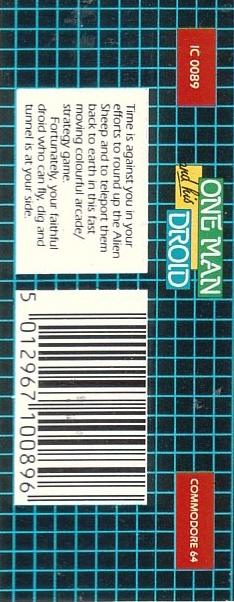 IC 0089
ONE MAN
and his
DROID
COMMODORE 64
Time is against you in your
efforts to round up the Alien
Sheep and to teleport them
back to earth in this fast
moving colourful arcade/
strategy game.
Fortunately, your faithful
droid who can fly, dig and
tunnel is at your side.
5 012967 100896